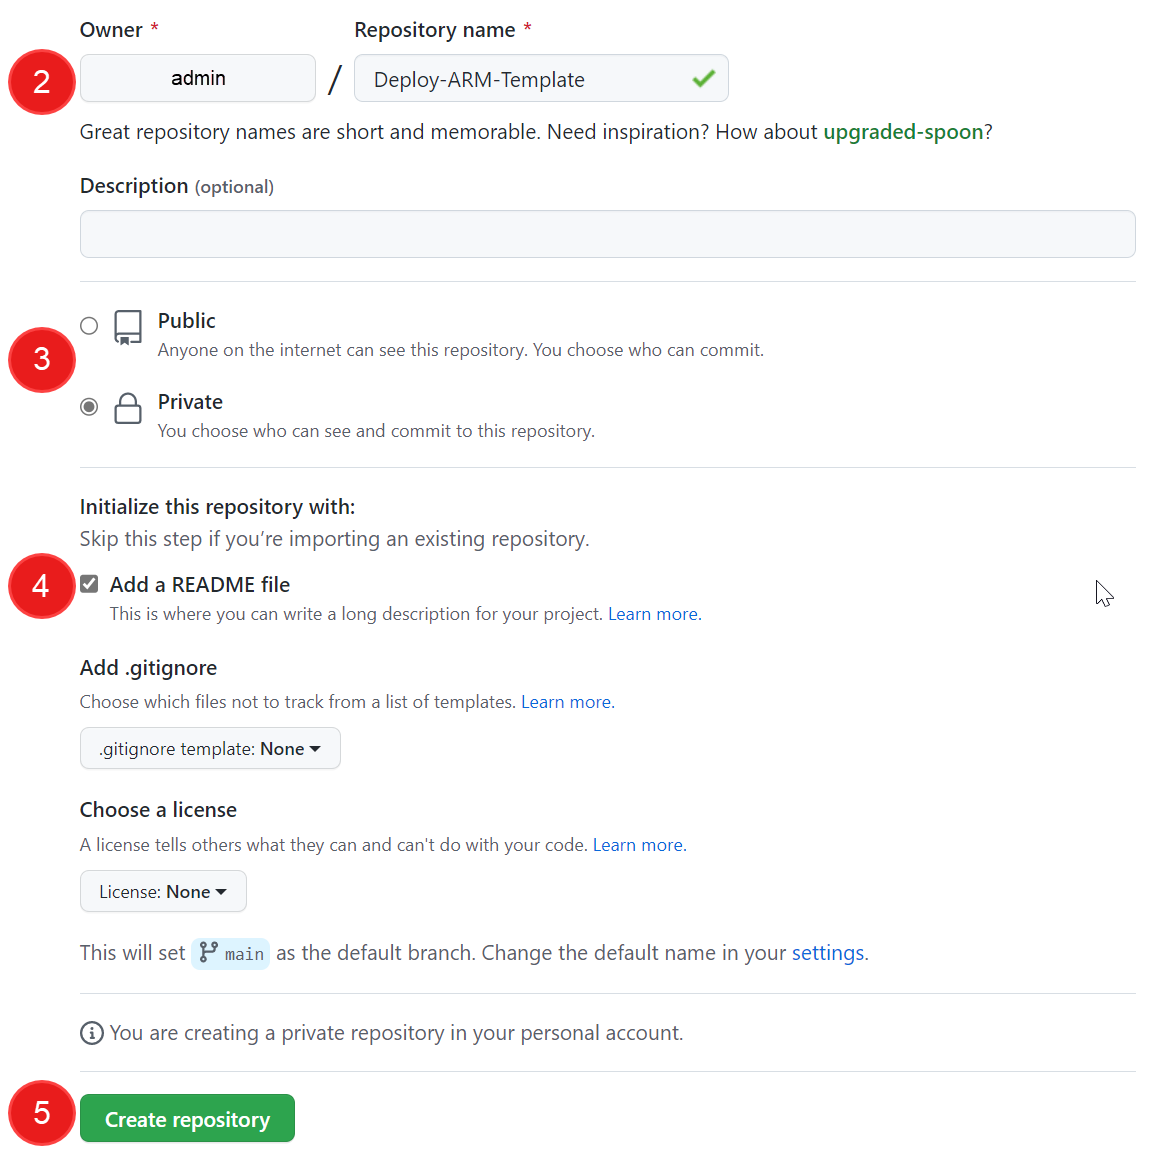 Owner * Repository name *
2 admin / Deploy-ARM-Template
Great repository names are short and memorable. Need inspiration? How about upgraded-spoon?
Description (optional)
Public
Anyone on the internet can see this repository. You choose who can commit.
3
Private
You choose who can see and commit to this repository.
Initialize this repository with:
Skip this step if you’re importing an existing repository.
4 Add a README file
This is where you can write a long description for your project. Learn more.
Add .gitignore
Choose which files not to track from a list of templates. Learn more.
.gitignore template: None
Choose a license
A license tells others what they can and can't do with your code. Learn more.
License: None
This will set main as the default branch. Change the default name in your settings.
You are creating a private repository in your personal account.
5 Create repository